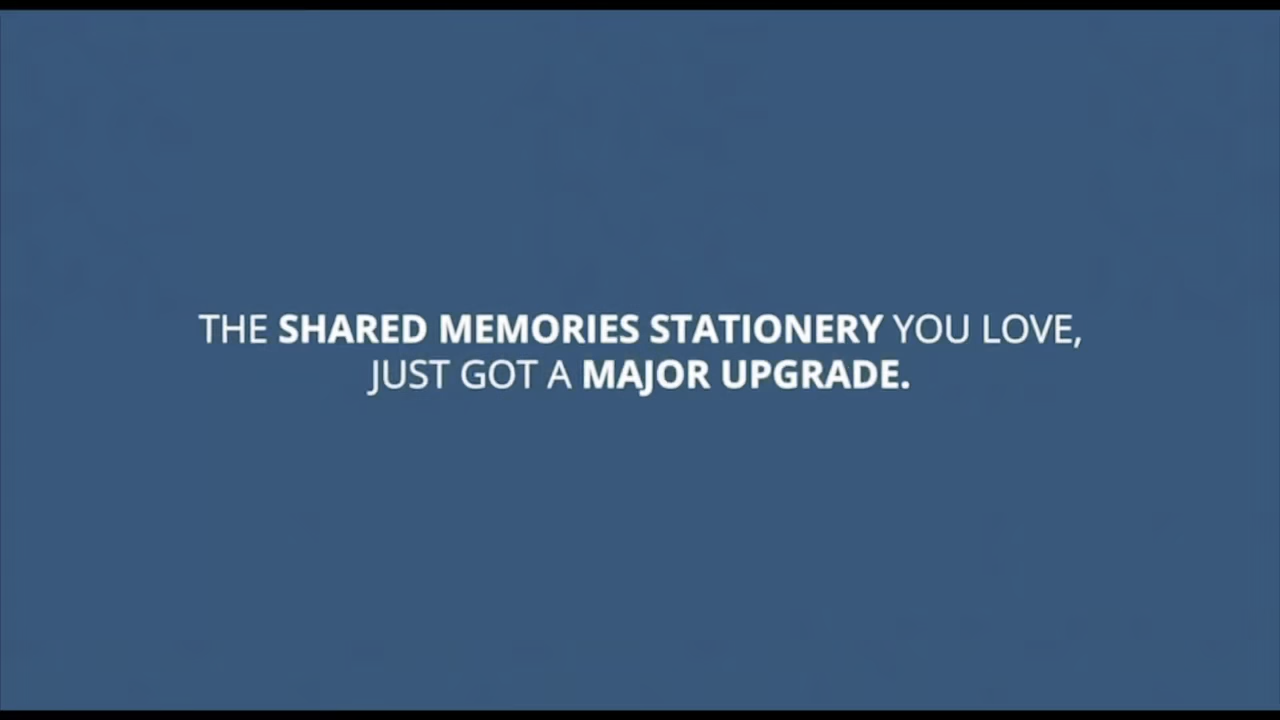 THE SHARED MEMORIES STATIONERY YOU LOVE,
JUST GOT A MAJOR UPGRADE.